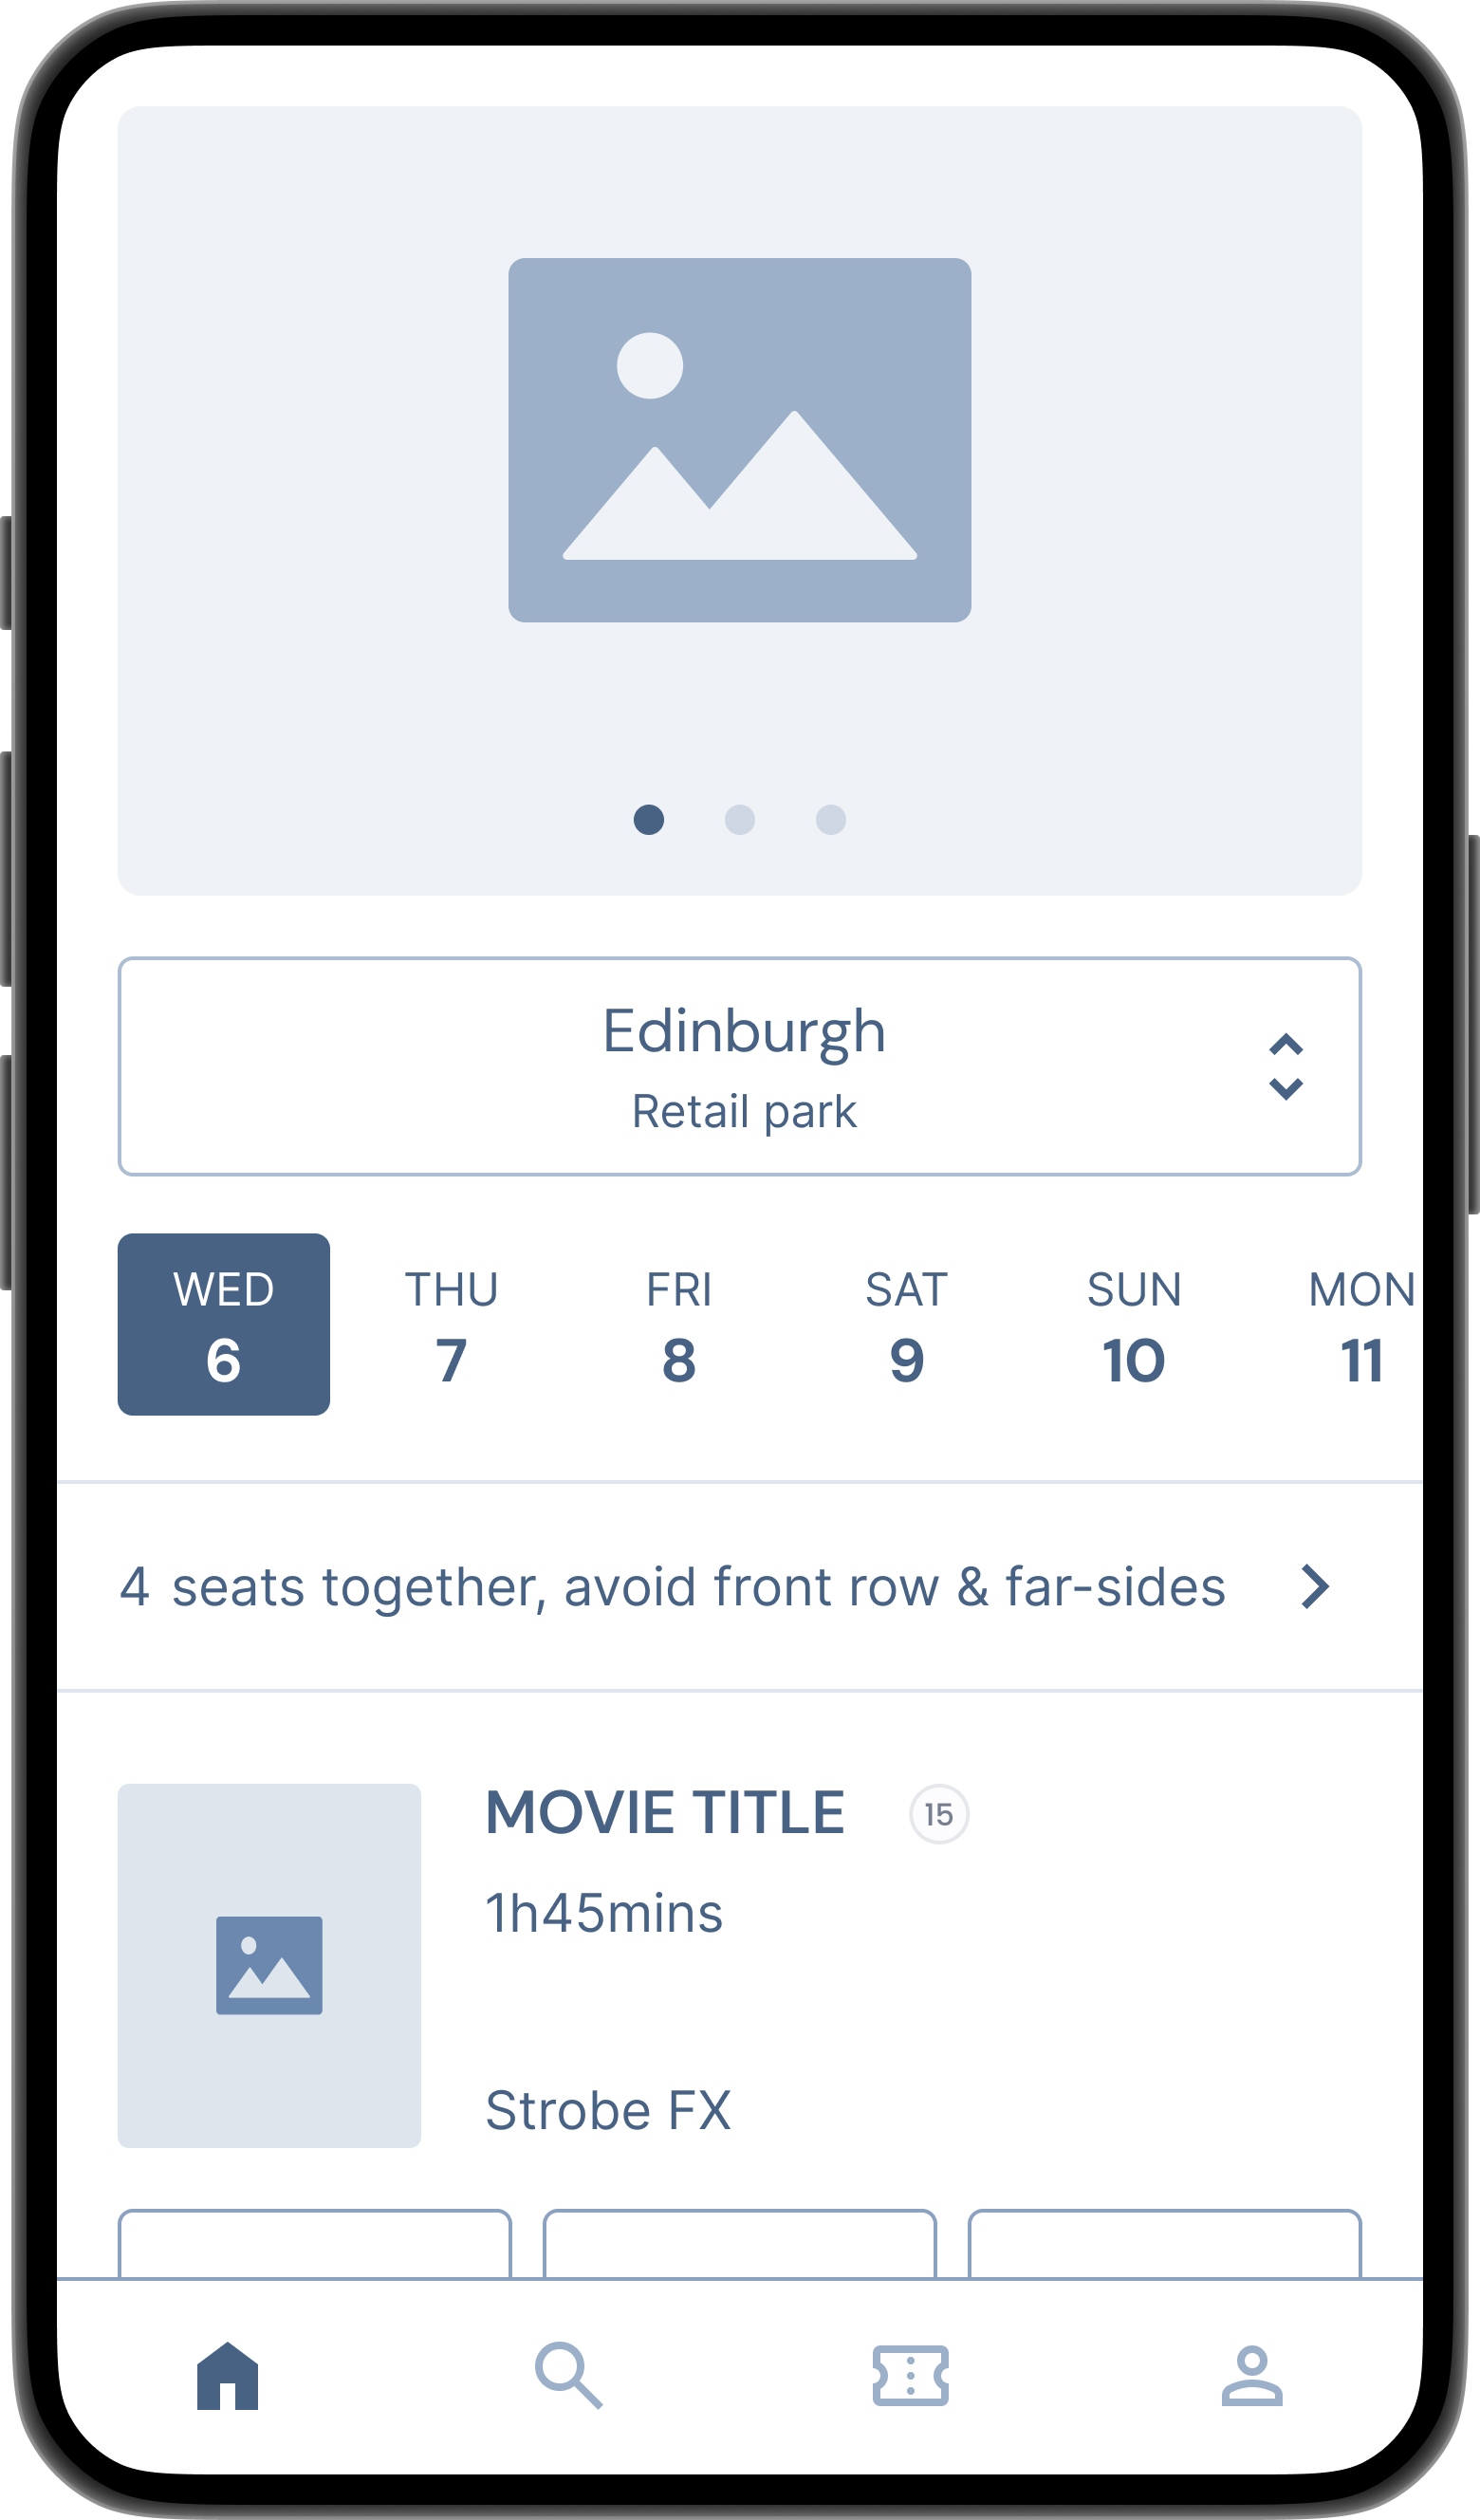 Edinburgh
Retail park
WED THU FRI SAT SUN MON
6 7 8 9 10 11
4 seats together, avoid front row & far-sides
MOVIE TITLE 15
1h45mins
Strobe FX